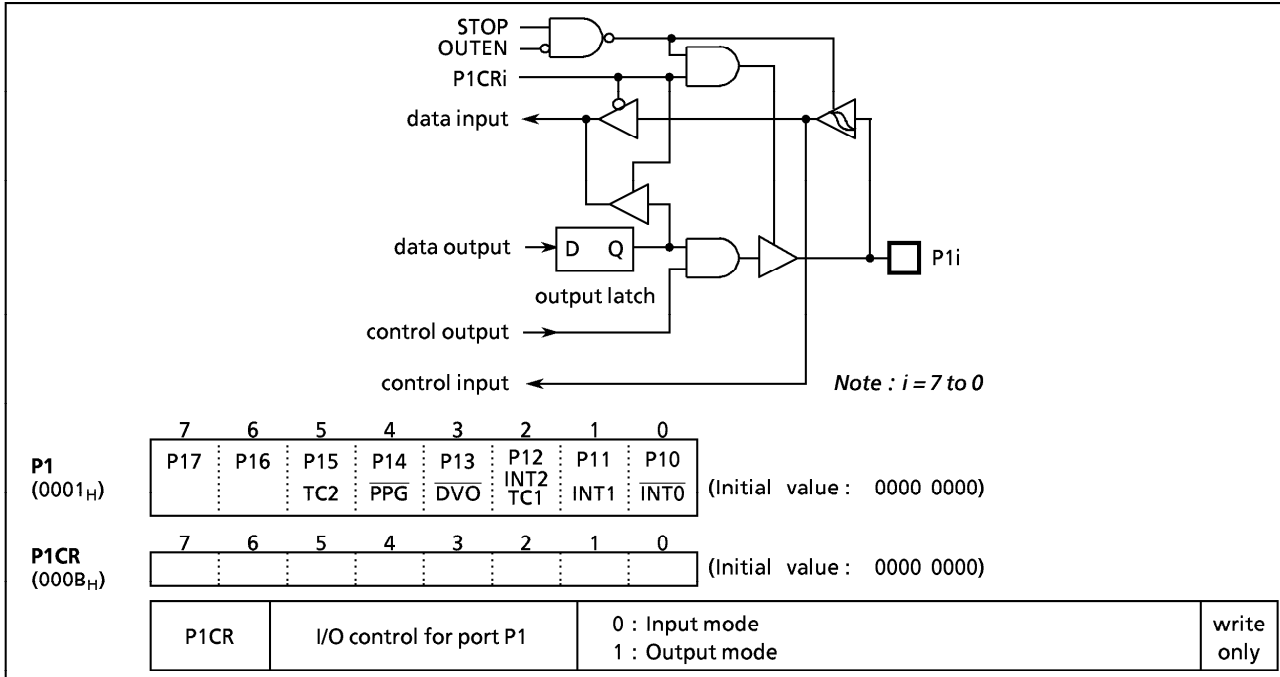 STOP
OUTEN
P1CRi
data input
data output
D Q
output latch
P1i
control output
control input
Note : i = 7 to 0
7 6 5 4 3 2 1 0
P1
(0001H)
P17 P16 P15 P14 P13 P12 P11 P10
TC2 PPG DVO INT2 TC1 INT1 INT0
(Initial value : 0000 0000)
7 6 5 4 3 2 1 0
P1CR
(000BH)
(Initial value : 0000 0000)
P1CR
I/O control for port P1
0 : Input mode
1 : Output mode
write
only